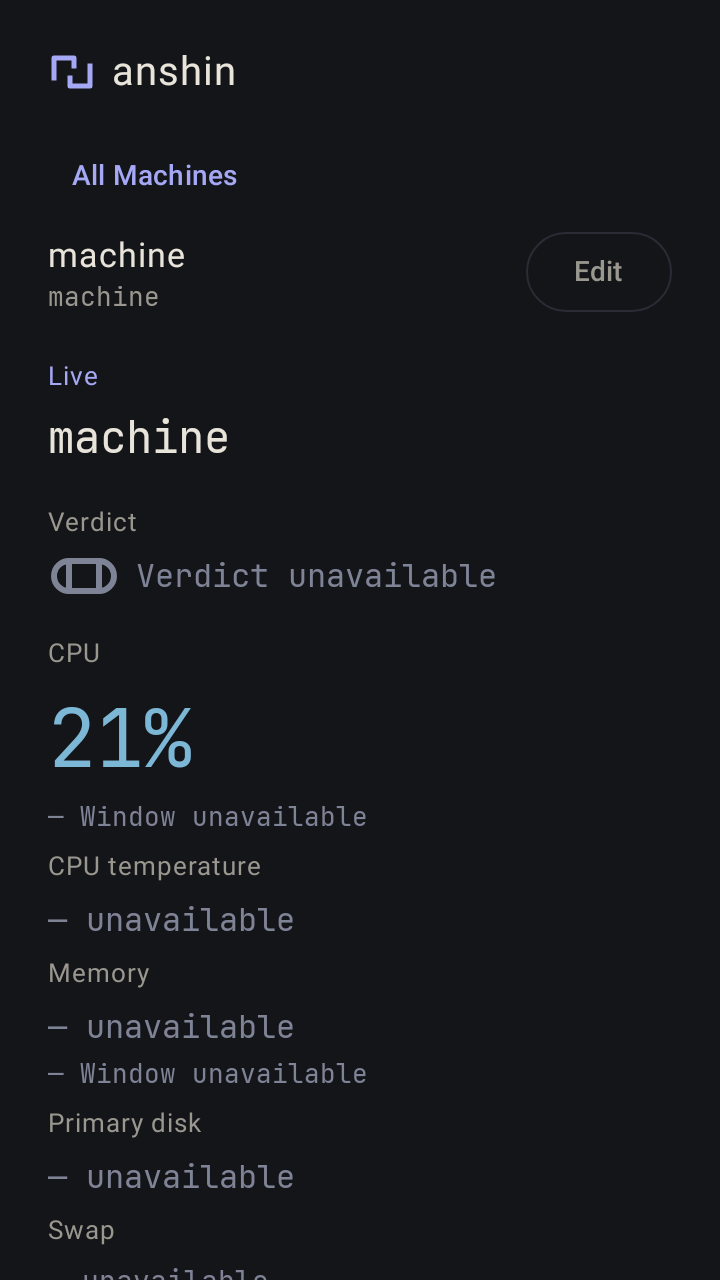 anshin
All Machines
machine
machine
Edit
Live
machine
Verdict
Verdict unavailable
CPU
21%
— Window unavailable
CPU temperature
— unavailable
Memory
— unavailable
— Window unavailable
Primary disk
— unavailable
Swap
unavailable